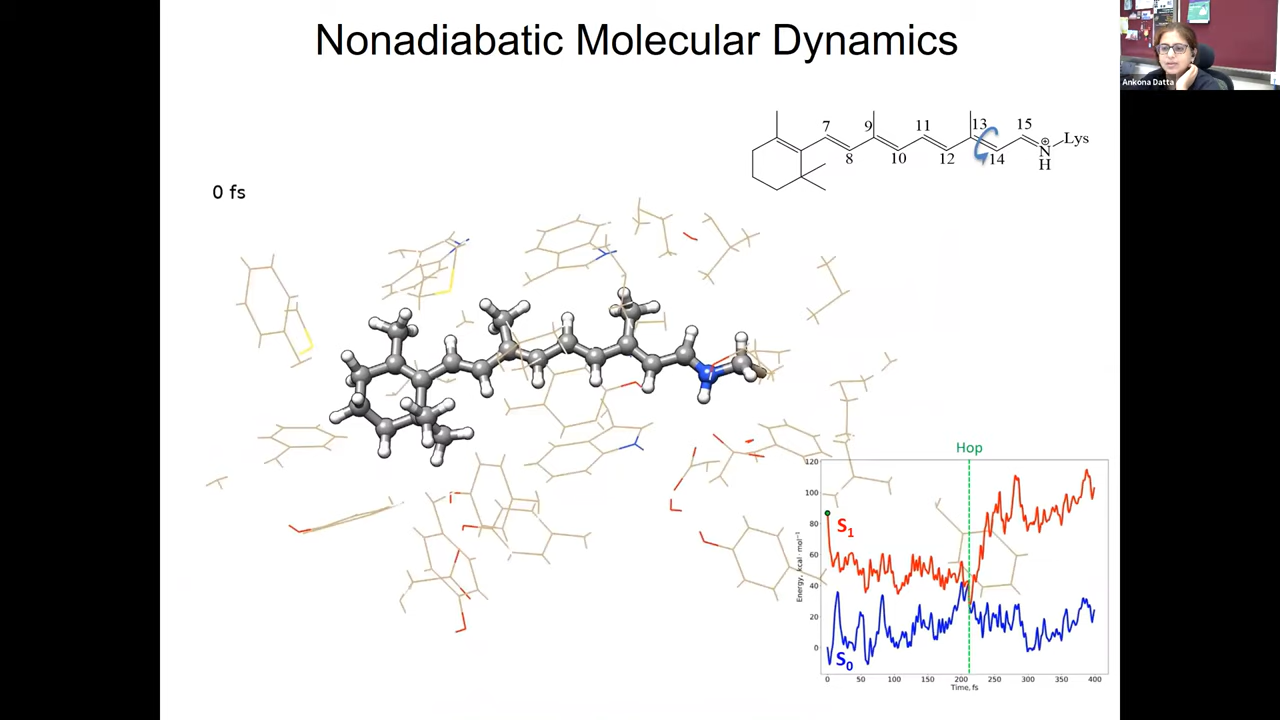 Nonadiabatic Molecular Dynamics
Ankona Datta
7
8
9
10
11
12
13
14
15
N
H
⊕
Lys
0 fs
Hop
S₁
S₀
Energy, kcal·mol⁻¹
120
100
80
60
40
20
0
0 50 100 150 200 250 300 350 400
Time, fs